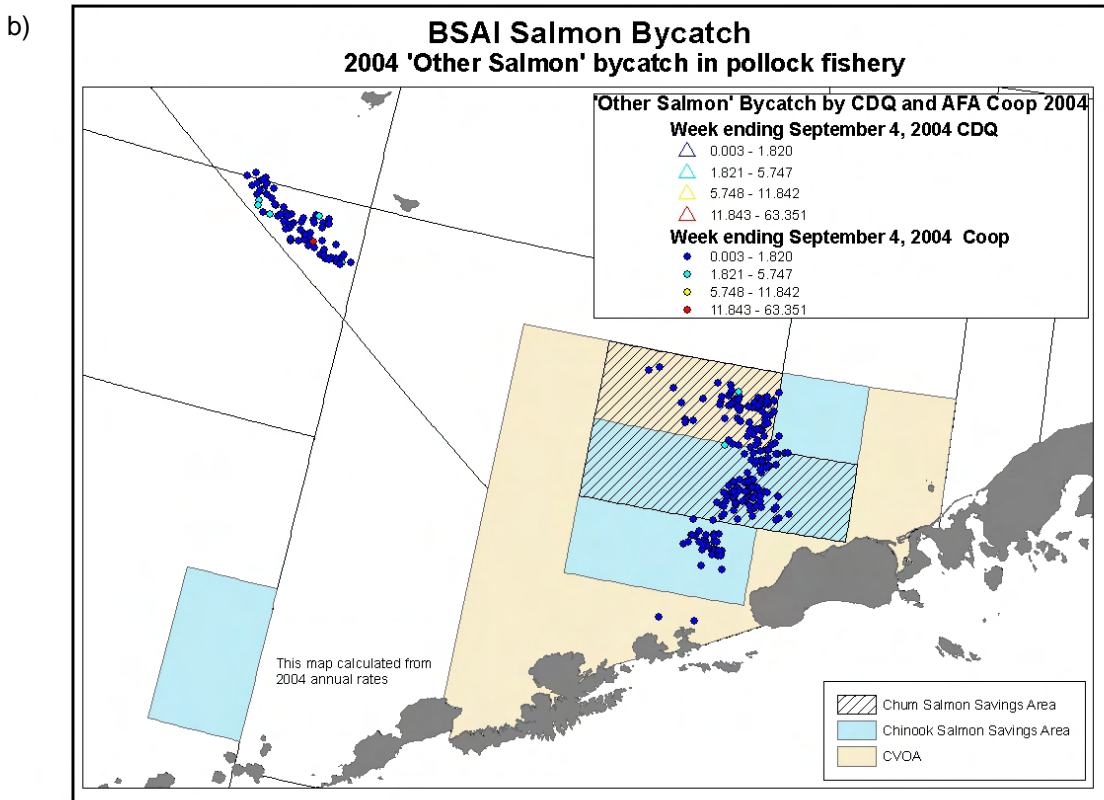 b)
BSAI Salmon Bycatch
2004 'Other Salmon' bycatch in pollock fishery
'Other Salmon' Bycatch by CDQ and AFA Coop 2004
Week ending September 4, 2004 CDQ
0.003 - 1.820
1.821 - 5.747
5.748 - 11.842
11.843 - 63.351
Week ending September 4, 2004 Coop
0.003 - 1.820
1.821 - 5.747
5.748 - 11.842
11.843 - 63.351
This map calculated from
2004 annual rates
Chum Salmon Savings Area
Chinook Salmon Savings Area
CVOA